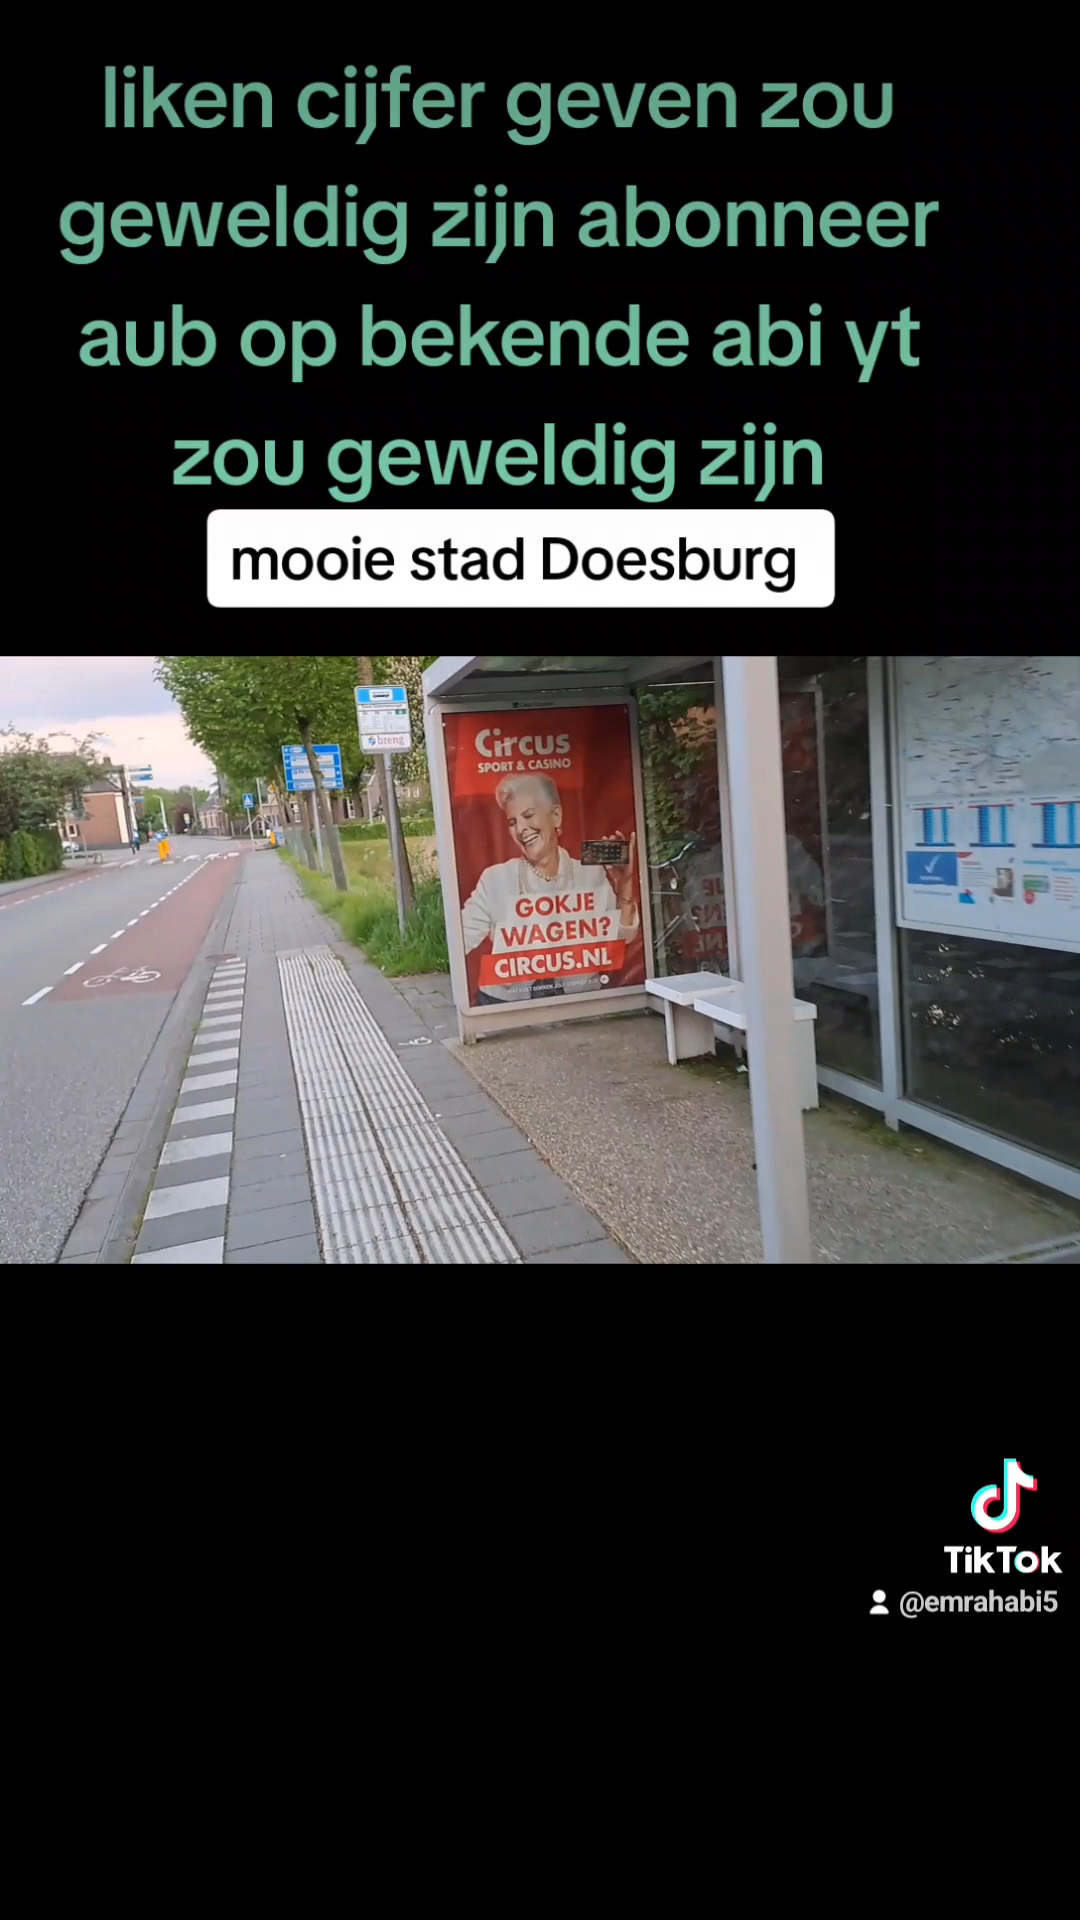 liken cijfer geven zou
geweldig zijn abonneer
aub op bekende abi yt
zou geweldig zijn
mooie stad Doesburg
breng
Circus
SPORT & CASINO
GOKJE
WAGEN?
CIRCUS.NL
TikTok
@emrahabi5